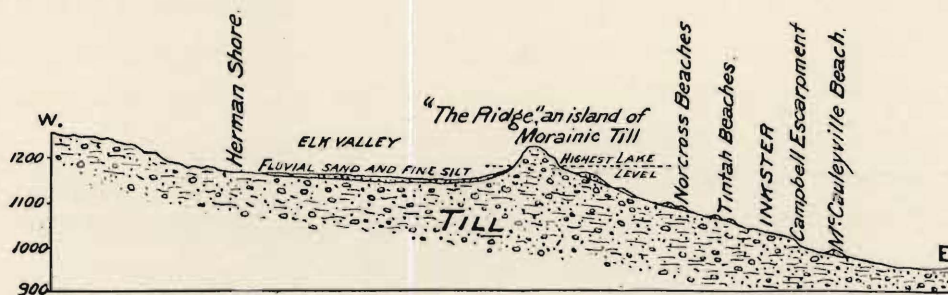 W.
1200
1100
1000
900
Herman Shore.
ELK VALLEY
FLUVIAL SAND AND FINE SILT
"The Ridge," an island of
Morainic Till
HIGHEST LAKE
LEVEL
TILL
Norcross Beaches
Tintah Beaches.
INKSTER
Campbell Escarpment
McCauleyville Beach.
E